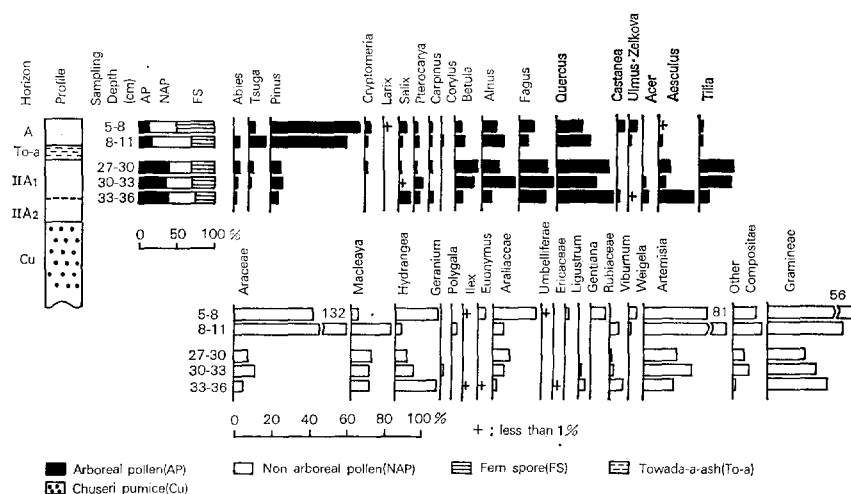 Horizon
Profile
Sampling Depth (cm)
AP
NAP
FS
Abies
Tsuga
Pinus
Cryptomeria
Larix
Salix
Pterocarya
Carpinus
Corylus
Betula
Alnus
Fagus
Quercus
Castanea
Ulmus·Zelkova
Acer
Aesculus
Tilia
A
To-a
IIA1
IIA2
Cu
5-8
8-11
27-30
30-33
33-36
+
+
+
+
0 50 100 %
Araceae
Macleaya
Hydrangea
Geranium
Polygala
Ilex
Euonymus
Araliaceae
Umbelliferae
Ericaceae
Ligustrum
Gentiana
Rubiaceae
Viburnum
Weigela
Artemisia
Other Compositae
Gramineae
5-8
8-11
27-30
30-33
33-36
132
81
56
+ +
+ + +
0 20 40 60 80 100 %
+ ; less than 1%
Arboreal pollen(AP)
Non arboreal pollen(NAP)
Fern spore(FS)
Towada-a-ash(To-a)
Chuseri pumice(Cu)